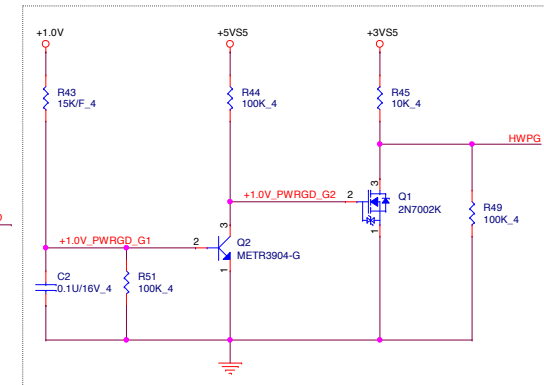 +1.0V
+5VS5
+3VS5
R43
15K/F_4
R44
100K_4
R45
10K_4
HWPG
+1.0V_PWRGD_G2
2
3
1
Q1
2N7002K
R49
100K_4
+1.0V_PWRGD_G1
2
3
1
Q2
METR3904-G
C2
0.1U/16V_4
R51
100K_4